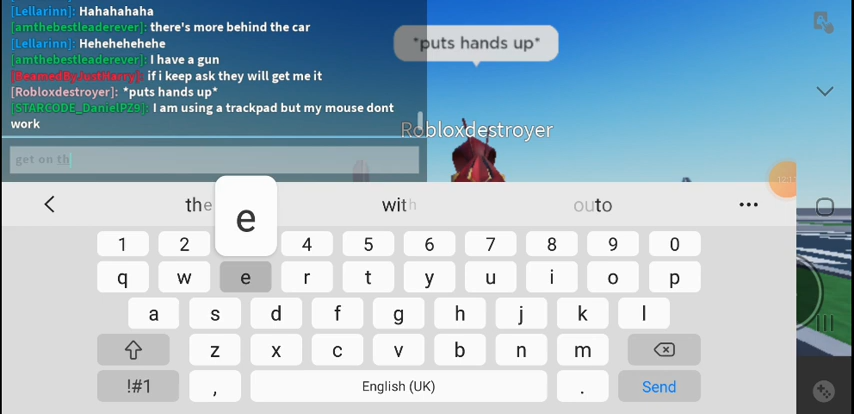 [Lellarinn]: Hahahahaha
[amthebestleaderever]: there's more behind the car
[Lellarinn]: Hehehehehehe
[amthebestleaderever]: I have a gun
[BeamedByJustHarry]: if i keep ask they will get me it
[Robloxdestroyer]: *puts hands up*
[STARCODE_DanielPZ9]: I am using a trackpad but my mouse dont
work
*puts hands up*
Robloxdestroyer
get on th
12:11
the with outo
e
1 2 4 5 6 7 8 9 0
q w e r t y u i o p
a s d f g h j k l
z x c v b n m
!#1 , English (UK) . Send